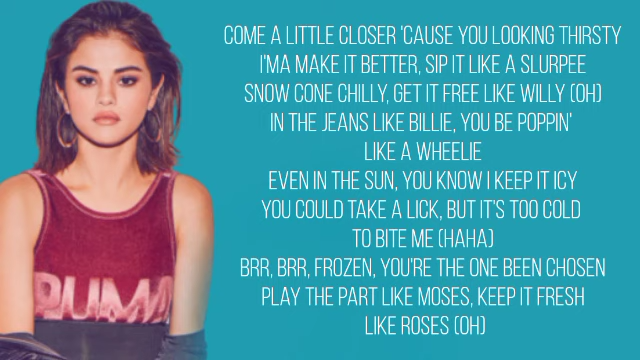 COME A LITTLE CLOSER 'CAUSE YOU LOOKING THIRSTY
I'MA MAKE IT BETTER, SIP IT LIKE A SLURPEE
SNOW CONE CHILLY, GET IT FREE LIKE WILLY (OH)
IN THE JEANS LIKE BILLIE, YOU BE POPPIN'
LIKE A WHEELIE
EVEN IN THE SUN, YOU KNOW I KEEP IT ICY
YOU COULD TAKE A LICK, BUT IT'S TOO COLD
TO BITE ME (HAHA)
BRR, BRR, FROZEN, YOU'RE THE ONE BEEN CHOSEN
PLAY THE PART LIKE MOSES, KEEP IT FRESH
LIKE ROSES (OH)
PUMA